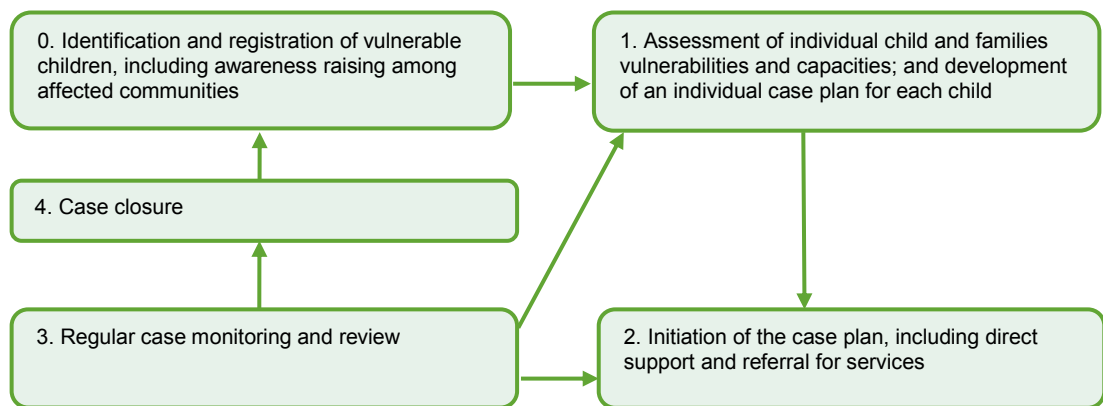 0. Identification and registration of vulnerable
children, including awareness raising among
affected communities
1. Assessment of individual child and families
vulnerabilities and capacities; and development
of an individual case plan for each child
4. Case closure
3. Regular case monitoring and review
2. Initiation of the case plan, including direct
support and referral for services